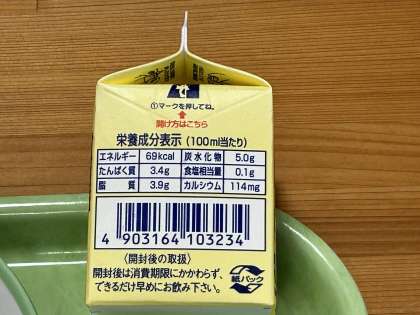 ①マークを押してね。
開け方はこちら
栄養成分表示 (100ml当たり)
エネルギー 69kcal 炭水化物 5.0g
たんぱく質 3.4g 食塩相当量 0.1g
脂質 3.9g カルシウム 114mg
4 903164 103234
〈開封後の取扱〉
開封後は消費期限にかかわらず、
できるだけ早めにお飲み下さい。
紙パック